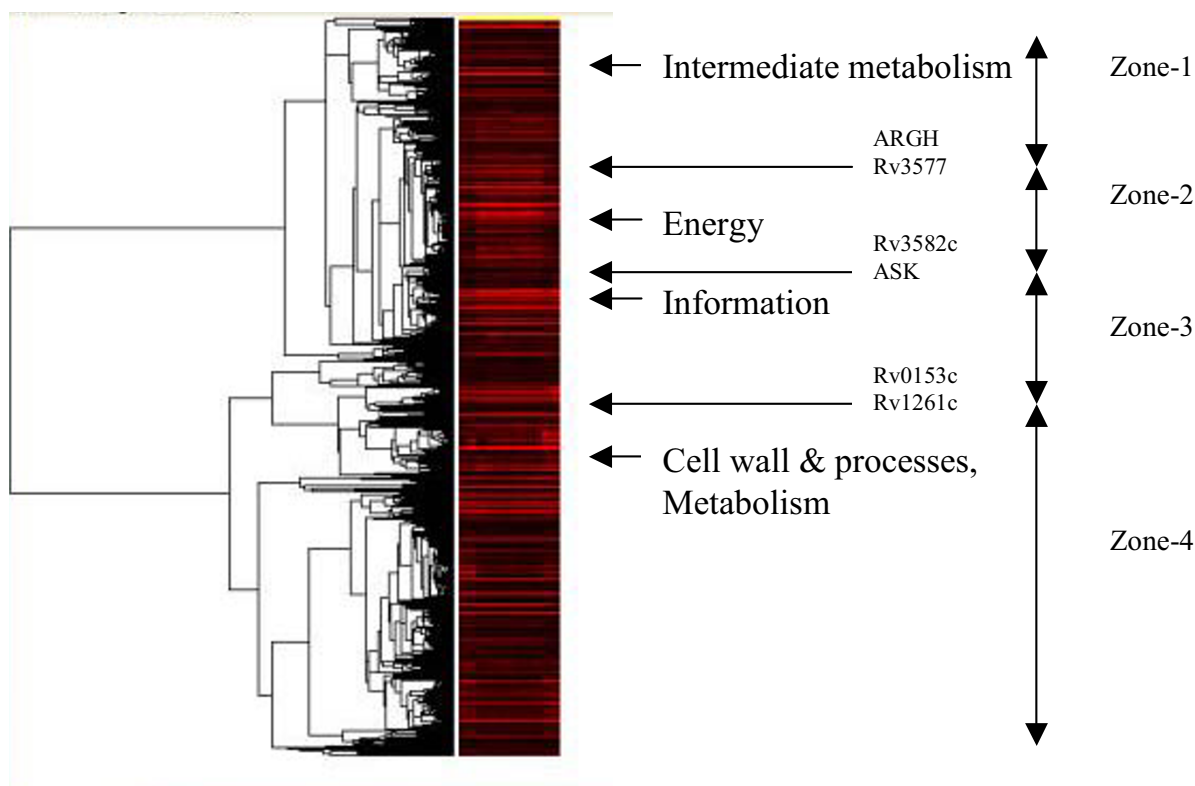 Intermediate metabolism
Zone-1
ARGH
Rv3577
Zone-2
Energy
Rv3582c
ASK
Information
Zone-3
Rv0153c
Rv1261c
Cell wall & processes,
Metabolism
Zone-4